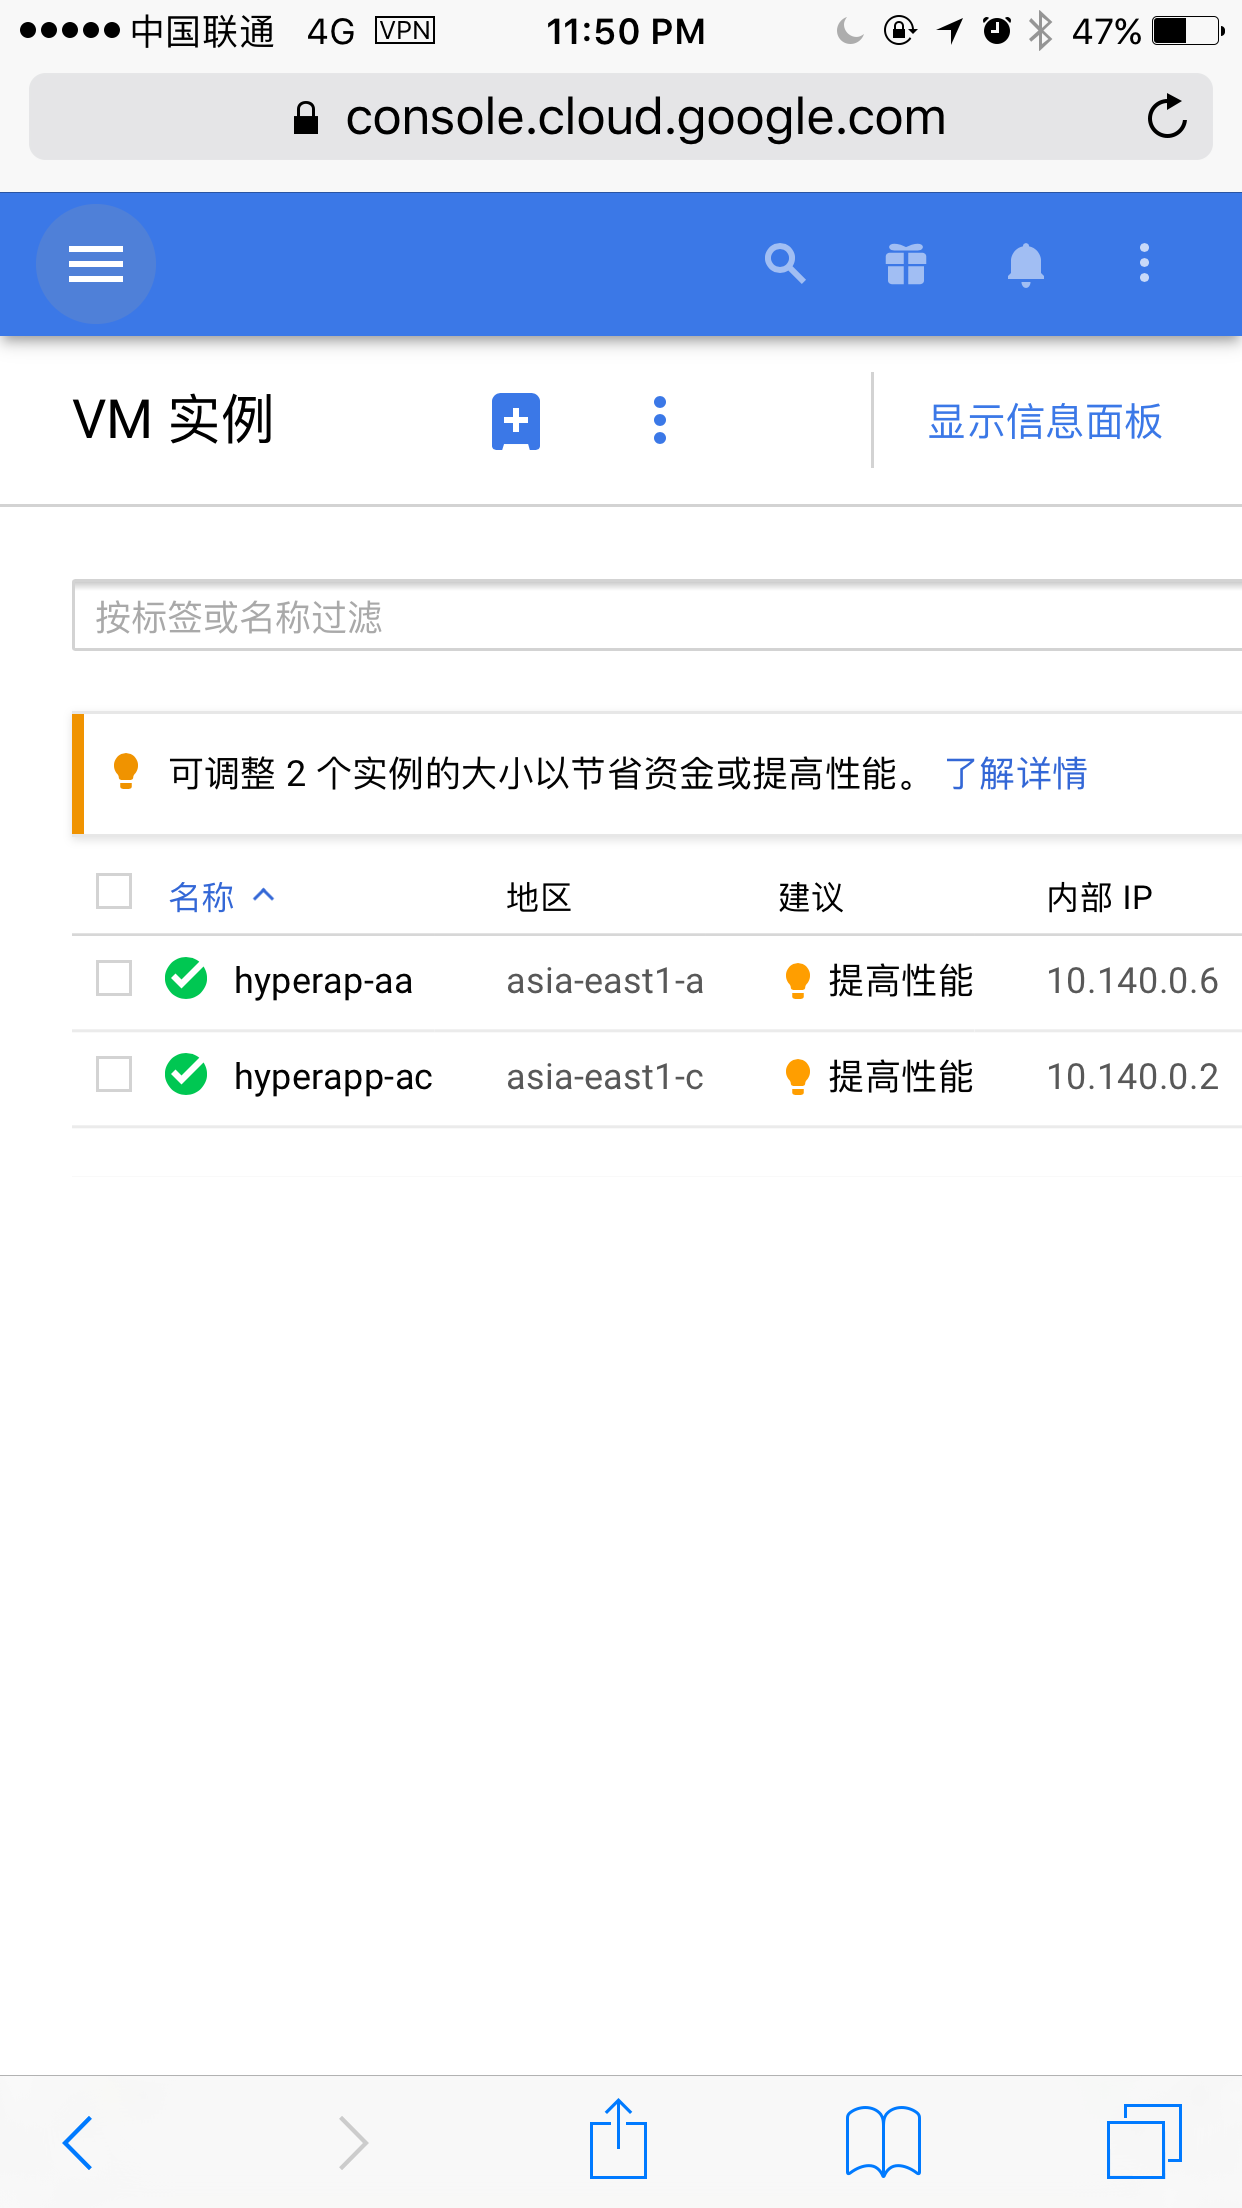 中国联通 4G VPN 11:50 PM 47%
console.cloud.google.com
VM 实例 显示信息面板
按标签或名称过滤
可调整 2 个实例的大小以节省资金或提高性能。 了解详情
名称 地区 建议 内部 IP
hyperap-aa asia-east1-a 提高性能 10.140.0.6
hyperapp-ac asia-east1-c 提高性能 10.140.0.2